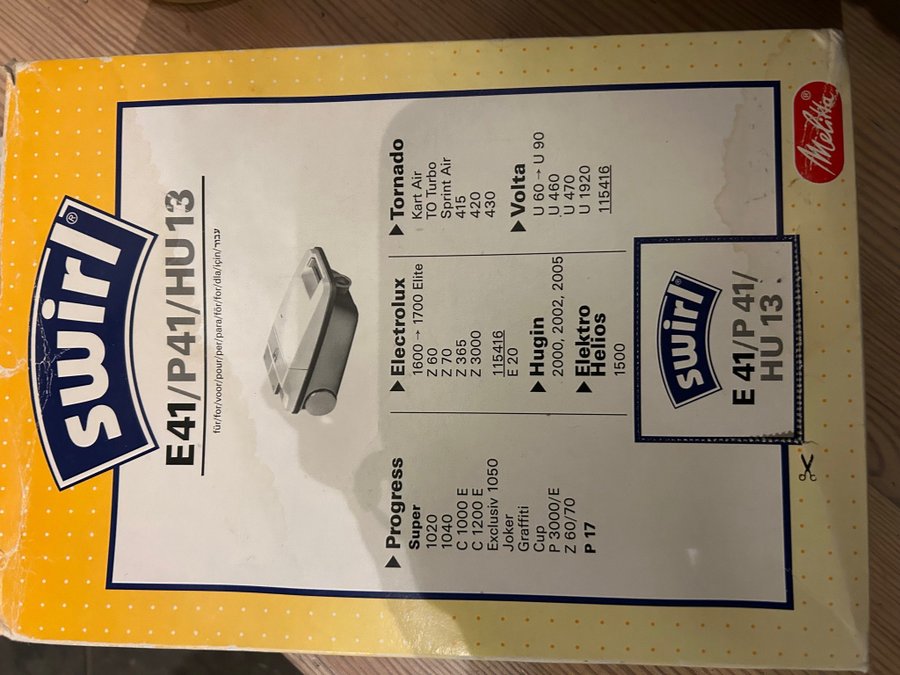 swirl®
E41/P41/HU13
für/for/voor/pour/per/para/för/for/dla/için/עבור
▶ Progress
Super
1020
1040
C 1000 E
C 1200 E
Exclusiv 1050
Joker
Graffiti
Cup
P 3000/E
Z 60/70
P 17
▶ Electrolux
1600 → 1700 Elite
Z 60
Z 70
Z 365
Z 3000
115416
E 20
▶ Hugin
2000, 2002, 2005
▶ Elektro
Helios
1500
▶ Tornado
Kart Air
TO Turbo
Sprint Air
415
420
430
▶ Volta
U 60 → U 90
U 460
U 470
U 1920
115416
swirl®
E 41/P 41/
HU 13
Melitta®